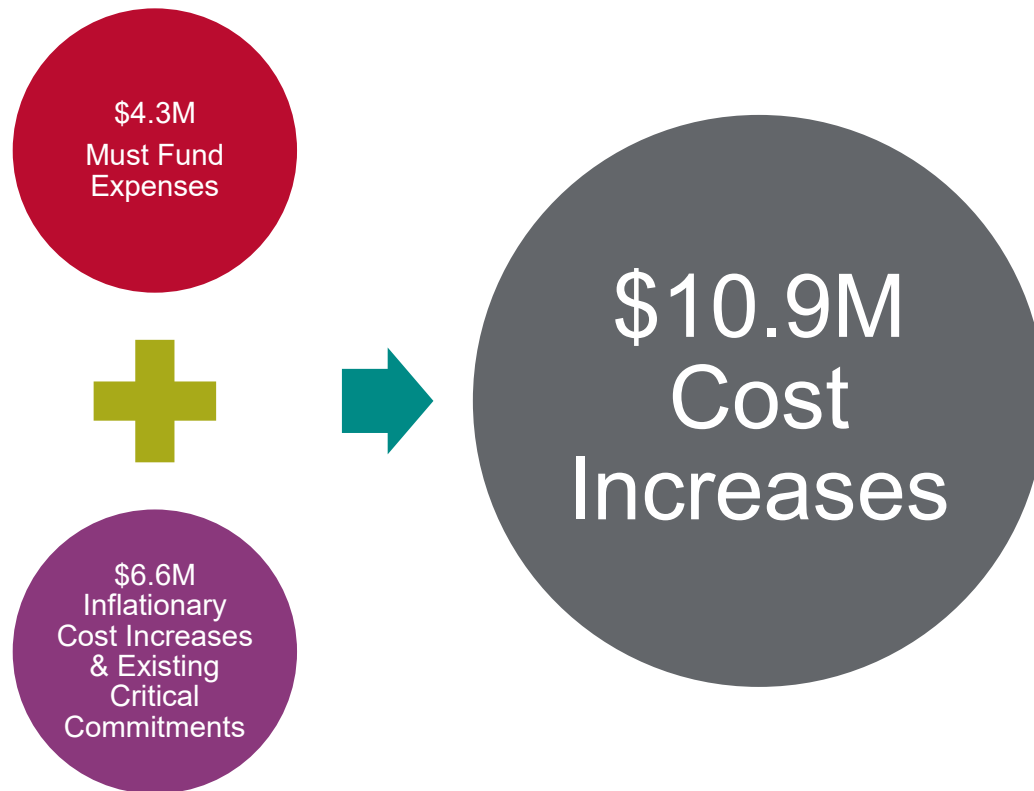 $4.3M
Must Fund
Expenses
$6.6M
Inflationary
Cost Increases
& Existing
Critical
Commitments
$10.9M
Cost
Increases